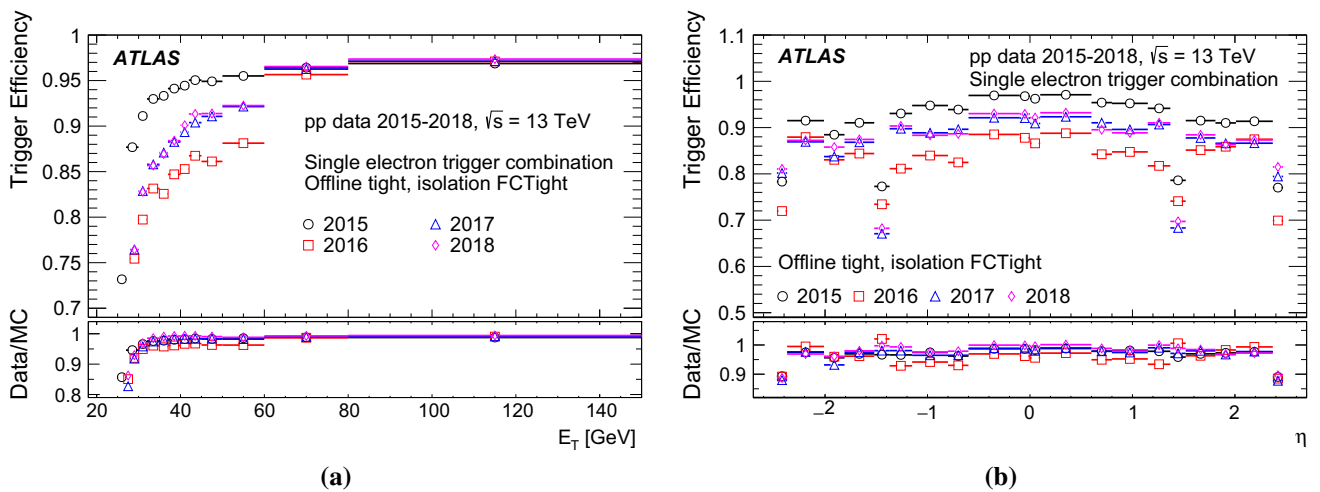 Trigger Efficiency
1
0.95
0.9
0.85
0.8
0.75
0.7
ATLAS
pp data 2015-2018, √s = 13 TeV
Single electron trigger combination
Offline tight, isolation FCTight
2015
2017
2016
2018
Data/MC
1
0.9
0.8
20 40 60 80 100 120 140
E_T [GeV]
(a)
Trigger Efficiency
1.1
1
0.9
0.8
0.7
0.6
0.5
ATLAS
pp data 2015-2018, √s = 13 TeV
Single electron trigger combination
Offline tight, isolation FCTight
2015 2016 2017 2018
Data/MC
1
0.9
−2 −1 0 1 2
η
(b)